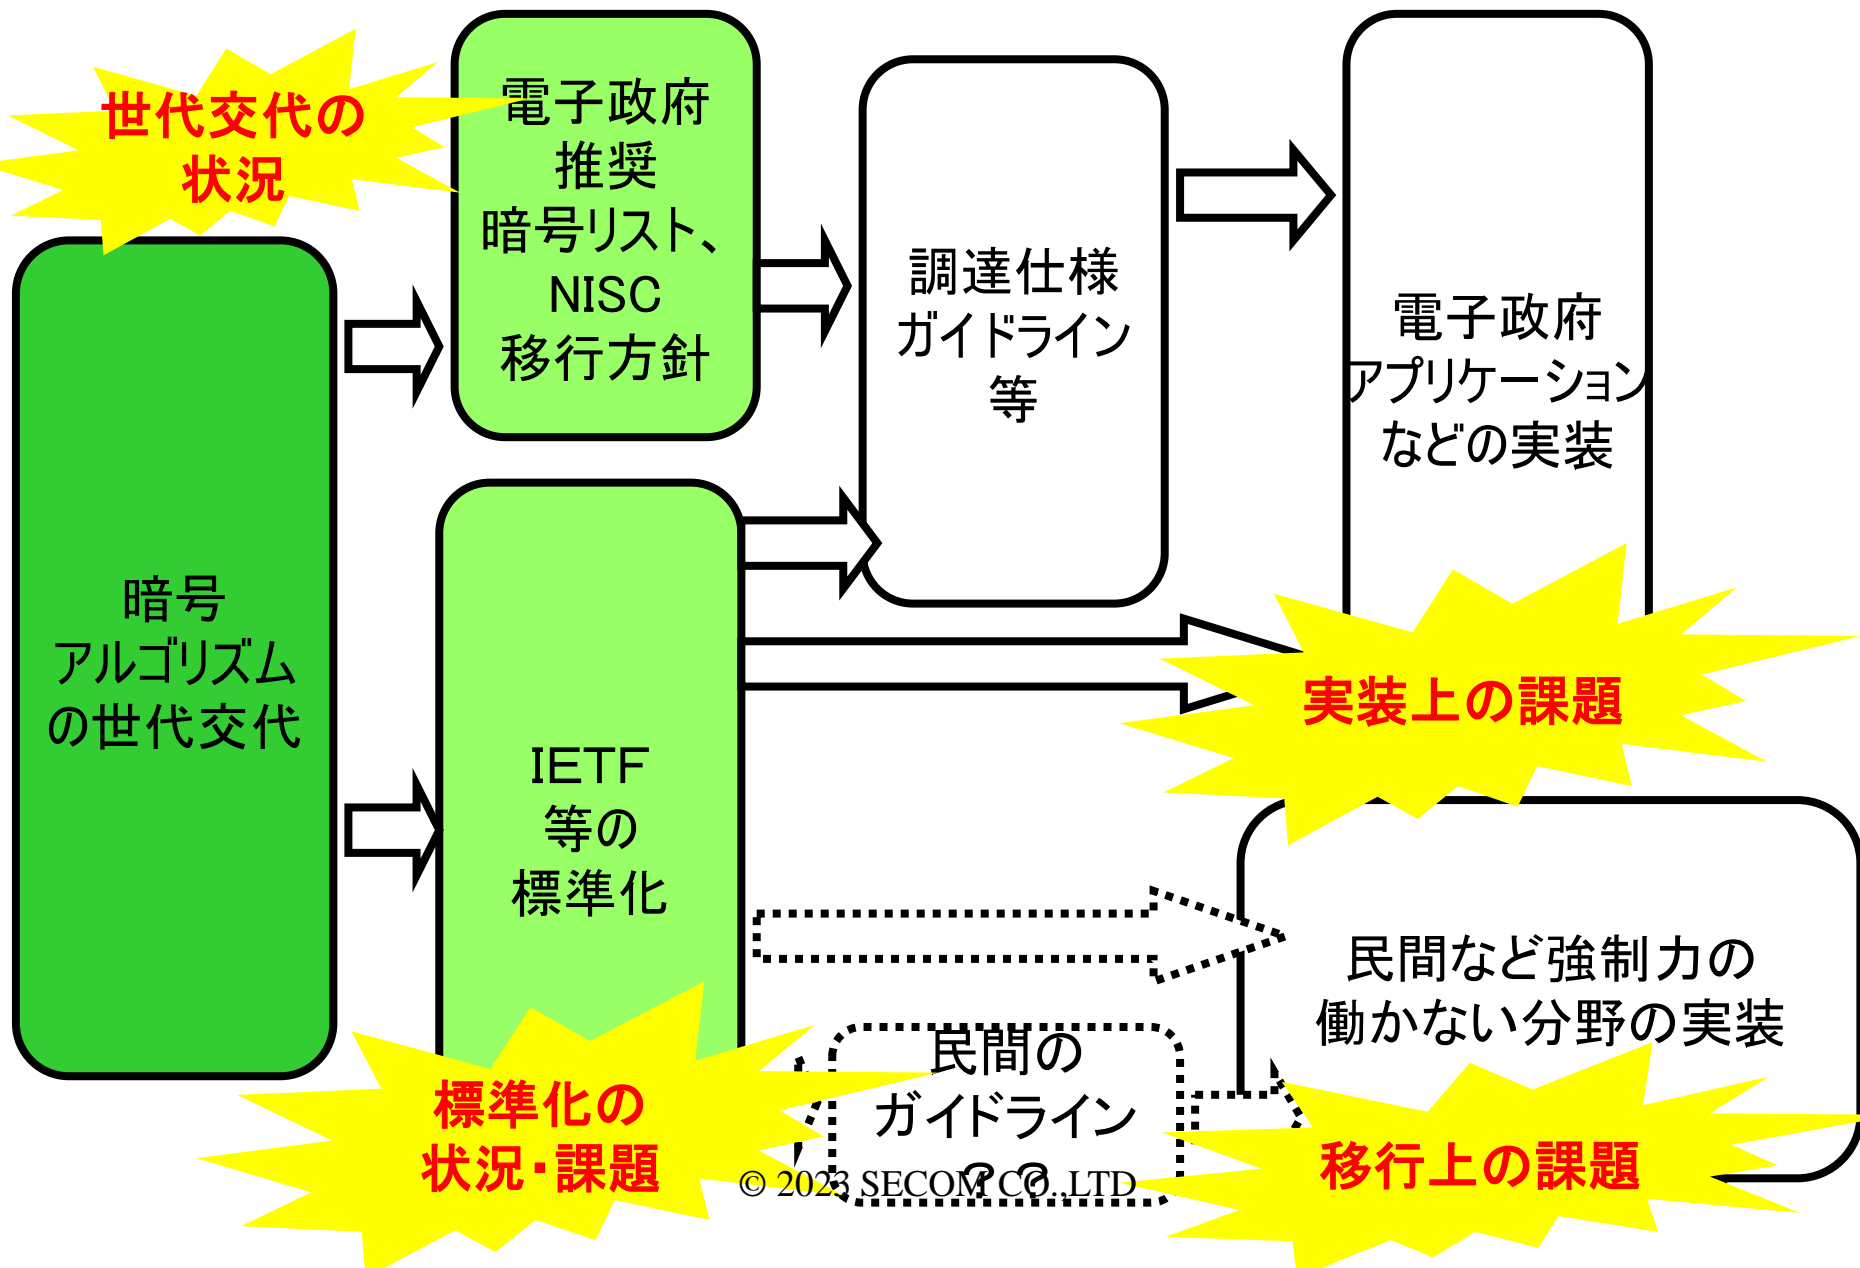 世代交代の
状況
電子政府
推奨
暗号リスト、
NISC
移行方針
調達仕様
ガイドライン
等
電子政府
アプリケーション
などの実装
暗号
アルゴリズム
の世代交代
IETF
等の
標準化
実装上の課題
民間など強制力の
働かない分野の実装
民間の
ガイドライン
??
標準化の
状況・課題
移行上の課題
© 2023 SECOM CO.,LTD